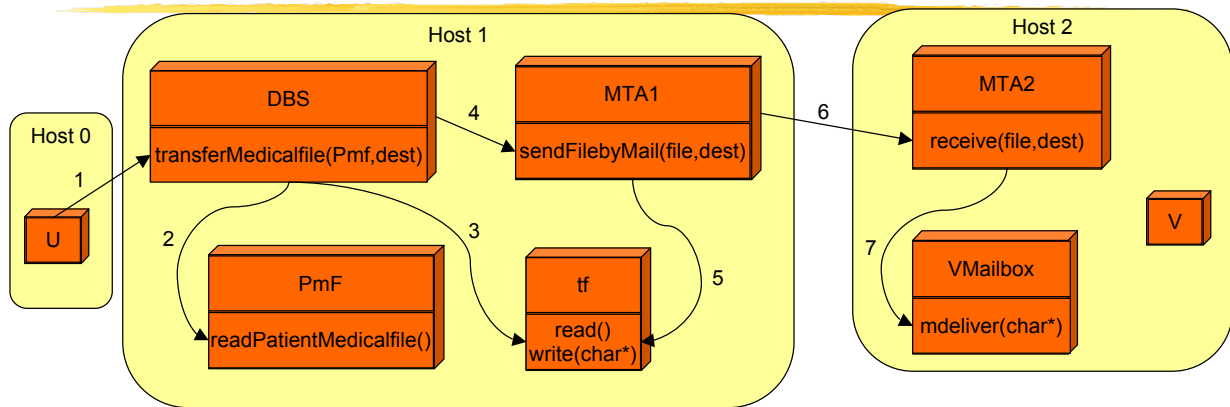 Host 0
1
U
Host 1
DBS
transferMedicalfile(Pmf,dest)
4
MTA1
sendFilebyMail(file,dest)
2
3
5
PmF
readPatientMedicalfile()
tf
read()
write(char*)
6
Host 2
MTA2
receive(file,dest)
V
7
VMailbox
mdeliver(char*)